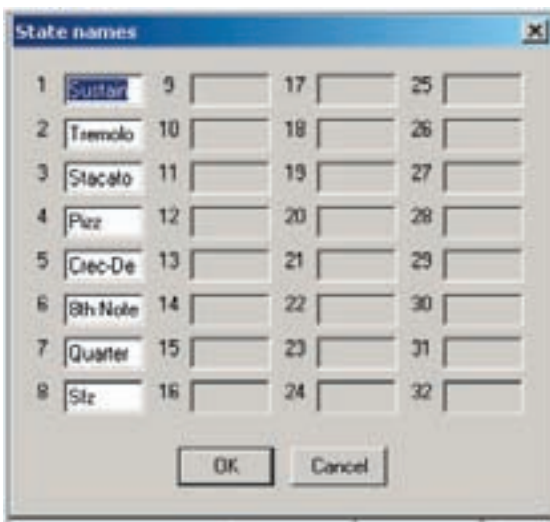 State names
1 Sustain 9 17 25
2 Tremolo 10 18 26
3 Stacato 11 19 27
4 Pizz 12 20 28
5 Crec-De 13 21 29
6 8th Note 14 22 30
7 Quarter 15 23 31
8 Sfz 16 24 32
OK Cancel